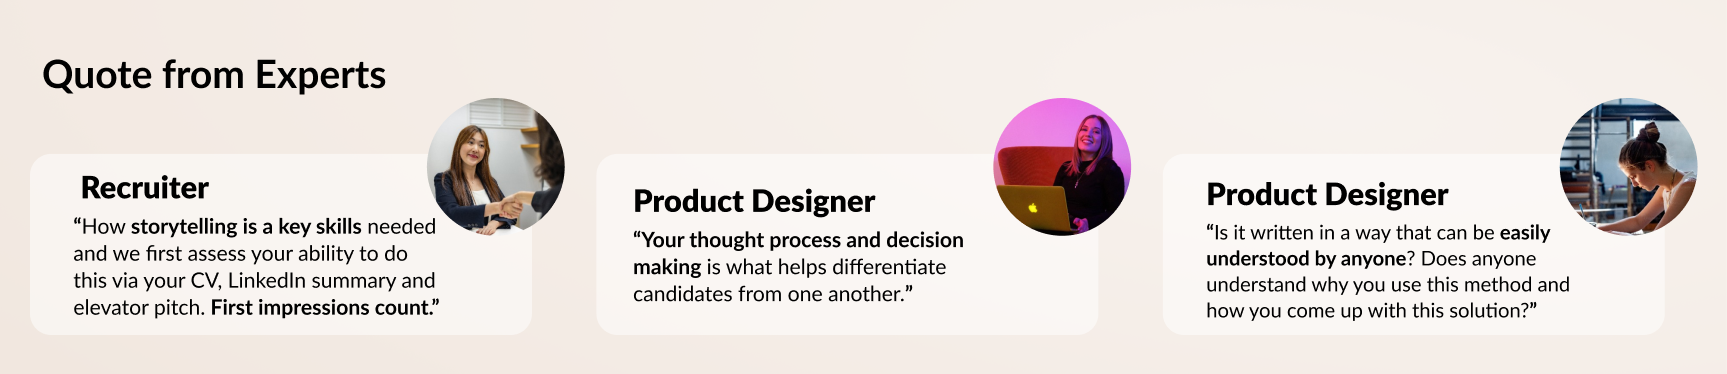 Quote from Experts
Recruiter
“How storytelling is a key skills needed
and we first assess your ability to do
this via your CV, LinkedIn summary and
elevator pitch. First impressions count.”
Product Designer
“Your thought process and decision
making is what helps differentiate
candidates from one another.”
Product Designer
“Is it written in a way that can be easily
understood by anyone? Does anyone
understand why you use this method and
how you come up with this solution?”